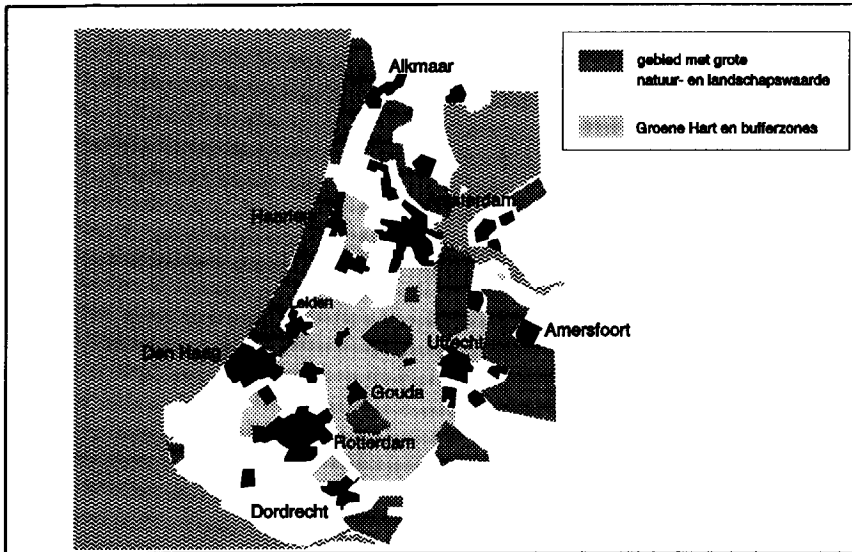 Alkmaar
gebied met grote
natuur- en landschapswaarde
Groene Hart en bufferzones
Haarlem
Leiden
Den Haag
Utrecht
Amersfoort
Gouda
Rotterdam
Dordrecht